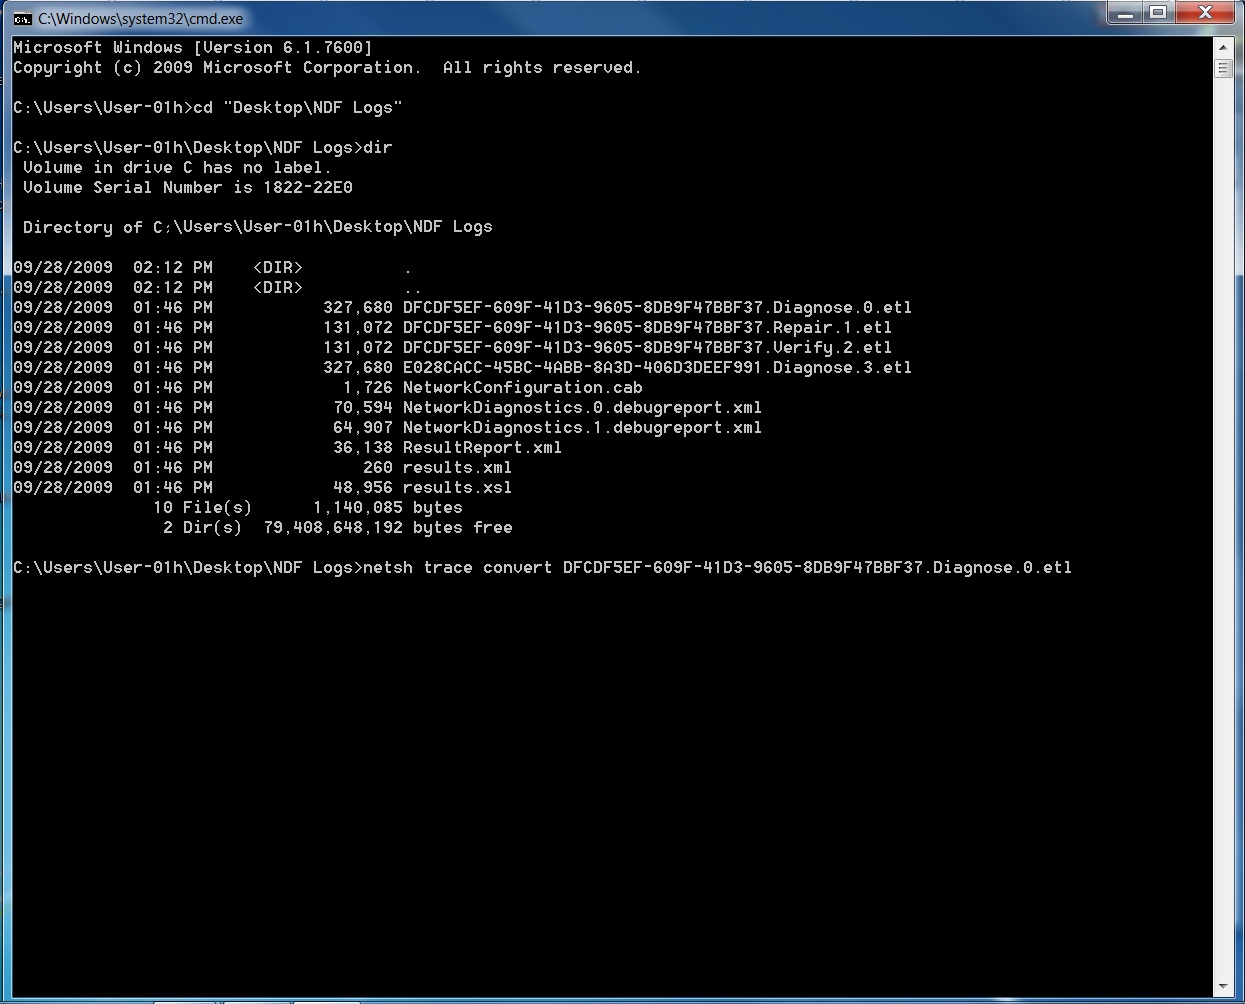 C:\Windows\system32\cmd.exe
Microsoft Windows [Version 6.1.7600]
Copyright (c) 2009 Microsoft Corporation.  All rights reserved.
C:\Users\User-01h>cd "Desktop\NDF Logs"
C:\Users\User-01h\Desktop\NDF Logs>dir
 Volume in drive C has no label.
 Volume Serial Number is 1822-22E0
 Directory of C:\Users\User-01h\Desktop\NDF Logs
09/28/2009  02:12 PM    <DIR>          .
09/28/2009  02:12 PM    <DIR>          ..
09/28/2009  01:46 PM           327,680 DFCDF5EF-609F-41D3-9605-8DB9F47BBF37.Diagnose.0.etl
09/28/2009  01:46 PM           131,072 DFCDF5EF-609F-41D3-9605-8DB9F47BBF37.Repair.1.etl
09/28/2009  01:46 PM           131,072 DFCDF5EF-609F-41D3-9605-8DB9F47BBF37.Verify.2.etl
09/28/2009  01:46 PM           327,680 E028CACC-45BC-4ABB-8A3D-406D3DEEF991.Diagnose.3.etl
09/28/2009  01:46 PM             1,726 NetworkConfiguration.cab
09/28/2009  01:46 PM            70,594 NetworkDiagnostics.0.debugreport.xml
09/28/2009  01:46 PM            64,907 NetworkDiagnostics.1.debugreport.xml
09/28/2009  01:46 PM            36,138 ResultReport.xml
09/28/2009  01:46 PM               260 results.xml
09/28/2009  01:46 PM            48,956 results.xsl
              10 File(s)      1,140,085 bytes
               2 Dir(s)  79,408,648,192 bytes free
C:\Users\User-01h\Desktop\NDF Logs>netsh trace convert DFCDF5EF-609F-41D3-9605-8DB9F47BBF37.Diagnose.0.etl